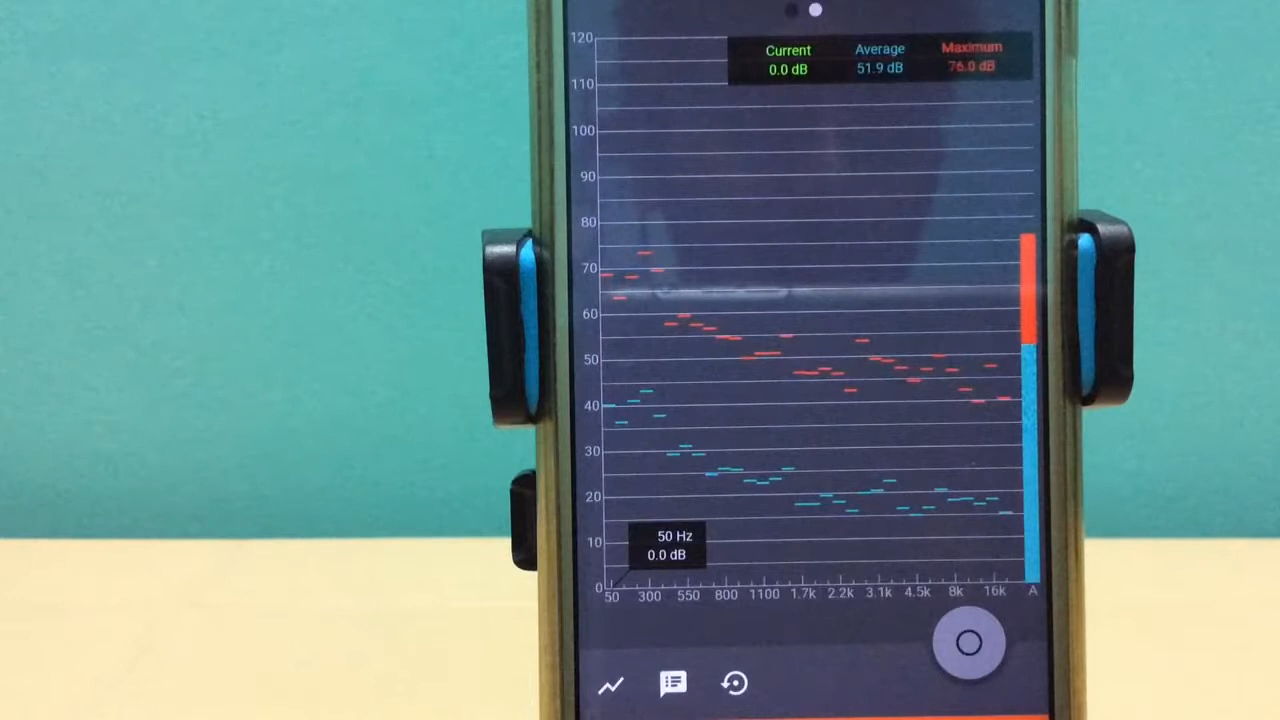 Current Average Maximum
0.0 dB 51.9 dB 76.0 dB
120
110
100
90
80
70
60
50
40
30
20
10
0
50 Hz
0.0 dB
50 300 550 800 1100 1.7k 2.2k 3.1k 4.5k 8k 16k A